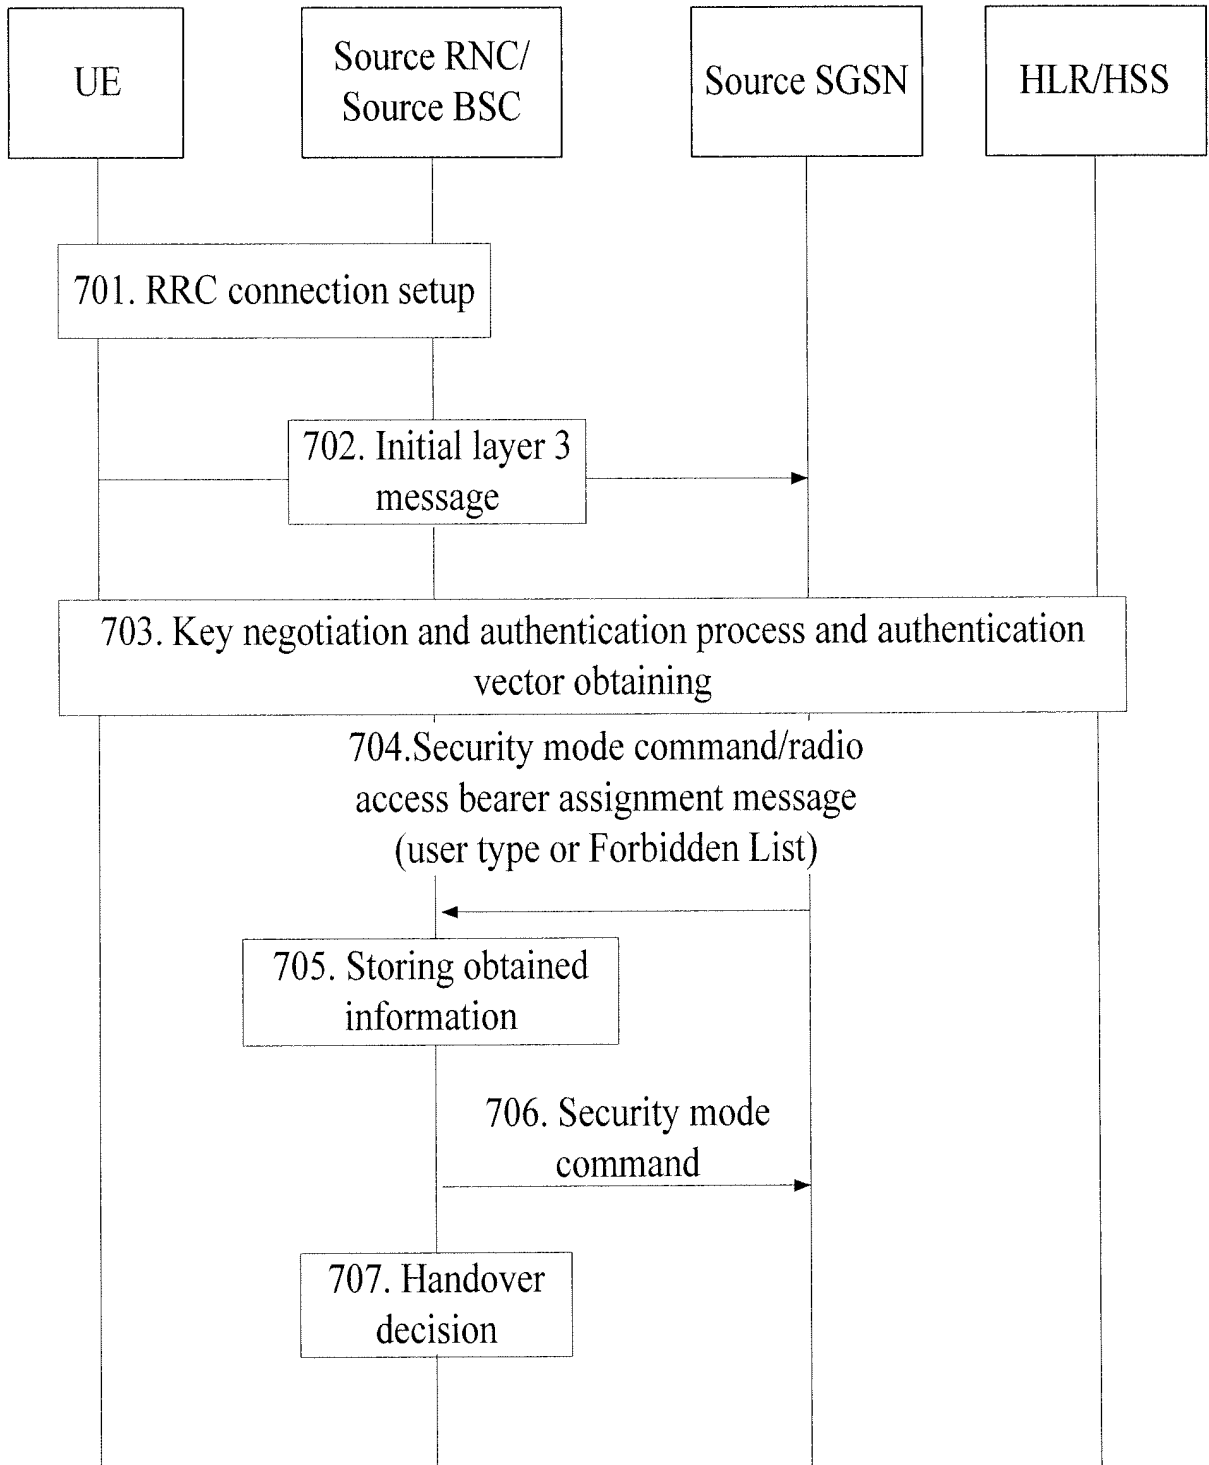 UE
Source RNC/
Source BSC
Source SGSN
HLR/HSS
701. RRC connection setup
702. Initial layer 3
message
703. Key negotiation and authentication process and authentication
vector obtaining
704.Security mode command/radio
access bearer assignment message
(user type or Forbidden List)
705. Storing obtained
information
706. Security mode
command
707. Handover
decision